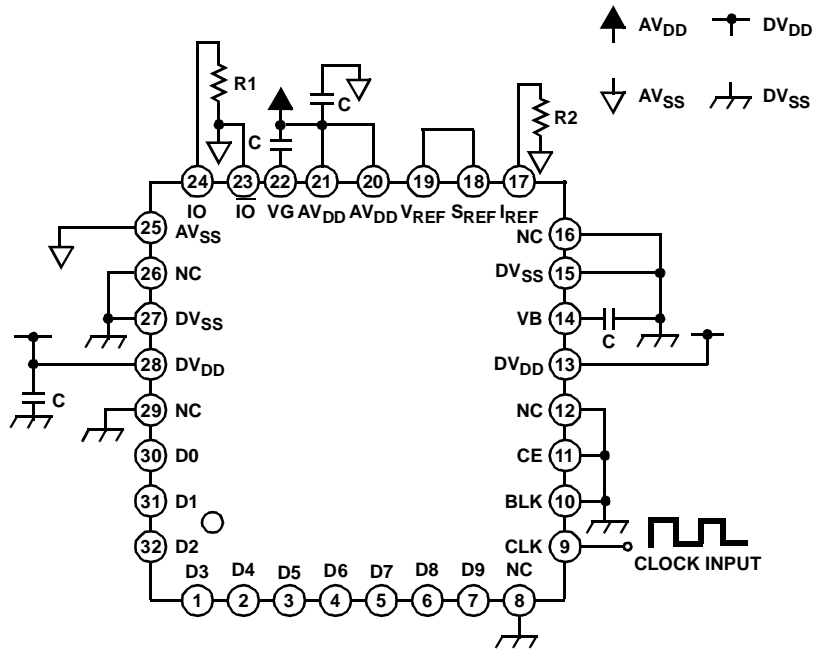 AVDD DVDD
AVSS DVSS
R1
C
C
R2
24 23 22 21 20 19 18 17
IO IO VG AVDD AVDD VREF SREF IREF
25 AVSS
26 NC
27 DVSS
28 DVDD
C
29 NC
30 D0
31 D1
32 D2
NC 16
DVSS 15
VB 14
C
DVDD 13
NC 12
CE 11
BLK 10
CLK 9
CLOCK INPUT
D3 D4 D5 D6 D7 D8 D9 NC
1 2 3 4 5 6 7 8